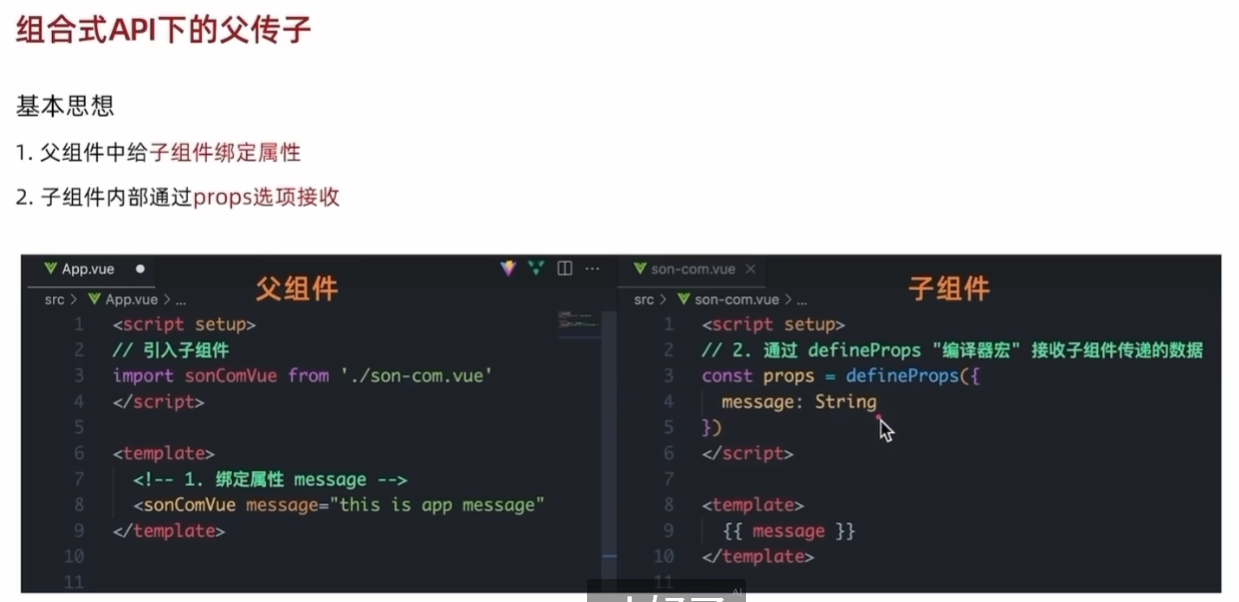 组合式API下的父传子
基本思想
1. 父组件中给子组件绑定属性
2. 子组件内部通过props选项接收
App.vue
父组件
src > App.vue > ...
1 <script setup>
2 // 引入子组件
3 import sonComVue from './son-com.vue'
4 </script>
5
6 <template>
7 <!-- 1. 绑定属性 message -->
8 <sonComVue message="this is app message"
9 </template>
10
11
son-com.vue
子组件
src > son-com.vue > ...
1 <script setup>
2 // 2. 通过 defineProps "编译器宏" 接收子组件传递的数据
3 const props = defineProps({
4 message: String
5 })
6 </script>
7
8 <template>
9 {{ message }}
10 </template>
11
AI